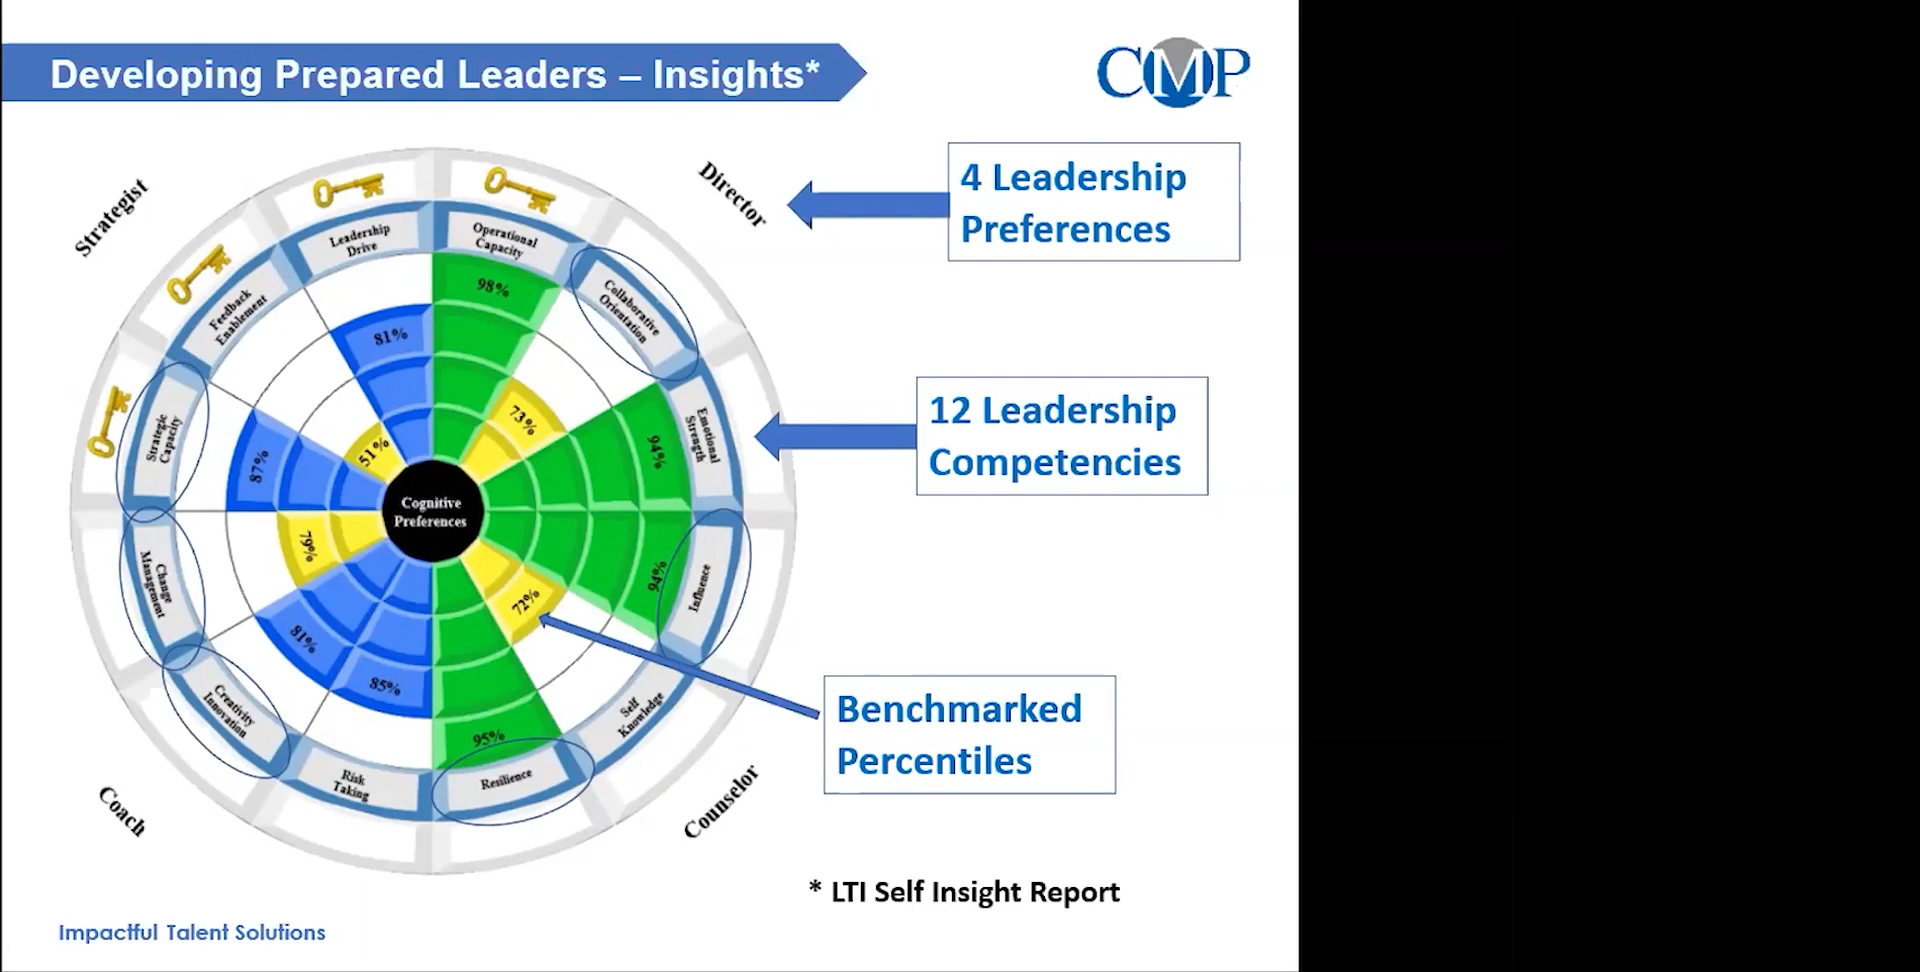 Developing Prepared Leaders – Insights*
CMP
Strategist
Director
4 Leadership
Preferences
Leadership
Drive
Operational
Capacity
Feedback
Enablement
Collaborative
Orientation
98%
81%
73%
51%
87%
94%
Strategic
Capacity
Emotional
Strength
12 Leadership
Competencies
Cognitive
Preferences
79%
94%
72%
81%
85%
95%
Change
Management
Influence
Creativity
Innovation
Self
Knowledge
Risk
Taking
Resilience
Benchmarked
Percentiles
Coach
Counselor
* LTI Self Insight Report
Impactful Talent Solutions